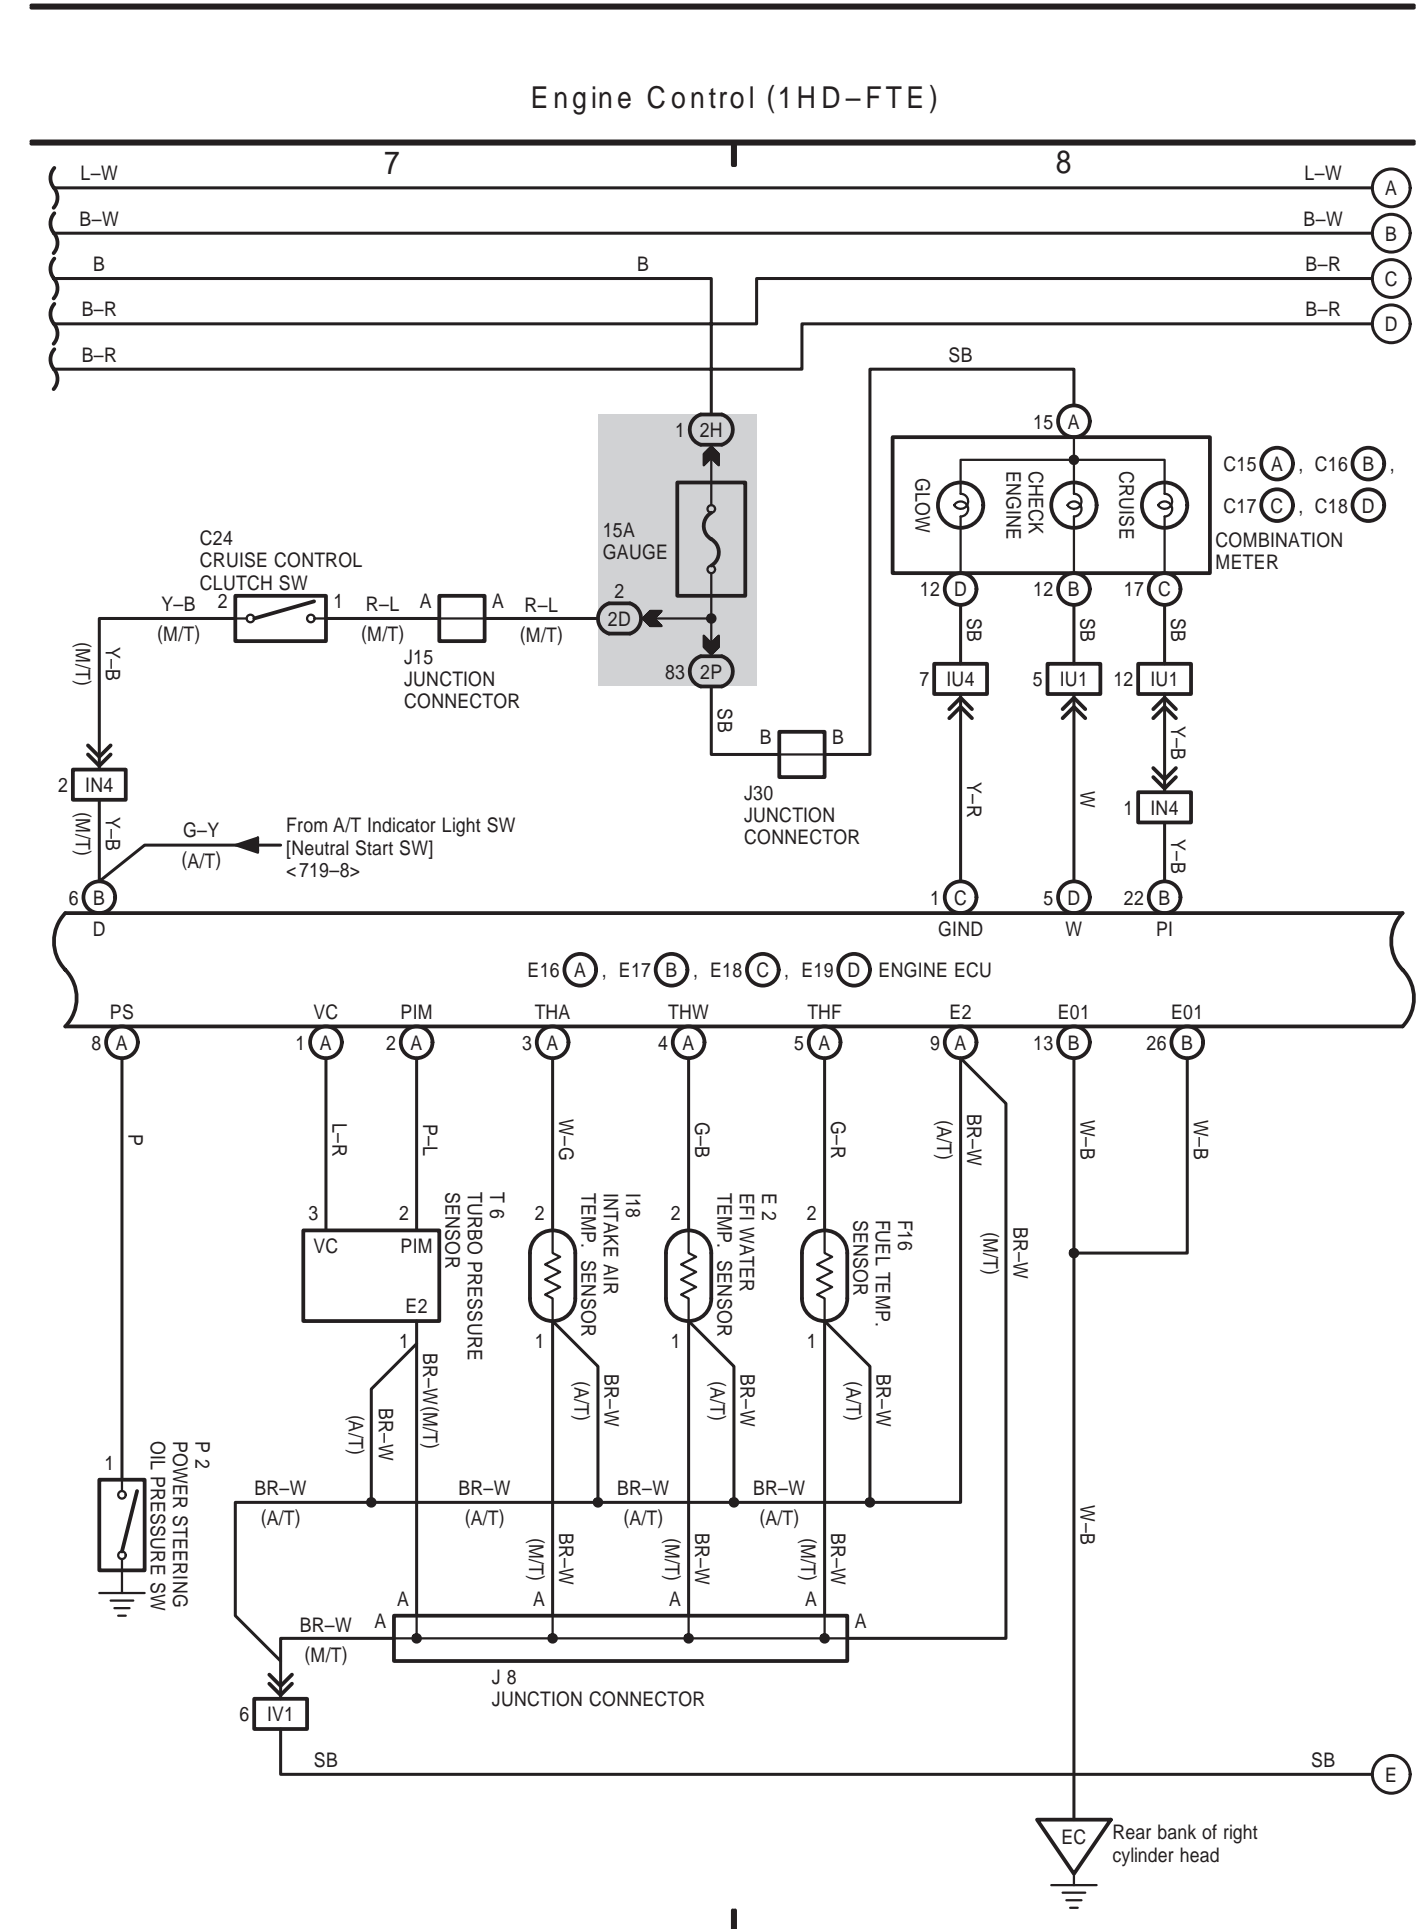 Engine Control (1HD–FTE)
7
8
L–W
L–W
A
B–W
B–W
B
B
B
B–R
C
B–R
B–R
D
B–R
SB
1
2H
15
A
GLOW
CHECK
ENGINE
CRUISE
C15 A , C16 B ,
C17 C , C18 D
COMBINATION
METER
15A
GAUGE
C24
CRUISE CONTROL
CLUTCH SW
Y–B
(M/T)
2
1
R–L
(M/T)
A
A
R–L
(M/T)
2
2D
J15
JUNCTION
CONNECTOR
83
2P
12
D
12
B
17
C
SB
SB
SB
7
IU4
5
IU1
12
IU1
Y–B
(M/T)
SB
B
B
J30
JUNCTION
CONNECTOR
2
IN4
Y–B
(M/T)
G–Y
(A/T)
From A/T Indicator Light SW
[Neutral Start SW]
<719–8>
Y–R
W
Y–B
1
IN4
Y–B
6
B
1
C
5
D
22
B
D
GIND
W
PI
E16 A , E17 B , E18 C , E19 D ENGINE ECU
PS
VC
PIM
THA
THW
THF
E2
E01
E01
8
A
1
A
2
A
3
A
4
A
5
A
9
A
13
B
26
B
P
L–R
P–L
W–G
G–B
G–R
BR–W
(A/T)
W–B
W–B
3
2
VC
PIM
E2
1
T 6
TURBO PRESSURE
SENSOR
2
1
I18
INTAKE AIR
TEMP. SENSOR
2
1
E 2
EFI WATER
TEMP. SENSOR
2
1
F16
FUEL TEMP.
SENSOR
BR–W
(M/T)
BR–W(M/T)
BR–W
(A/T)
BR–W
(A/T)
BR–W
(A/T)
BR–W
(A/T)
1
P 2
POWER STEERING
OIL PRESSURE SW
BR–W
(A/T)
BR–W
(A/T)
BR–W
(A/T)
BR–W
(A/T)
BR–W
(M/T)
BR–W
(M/T)
BR–W
(M/T)
W–B
A
A
A
A
BR–W
(M/T)
A
A
J 8
JUNCTION CONNECTOR
6
IV1
SB
SB
E
EC
Rear bank of right
cylinder head